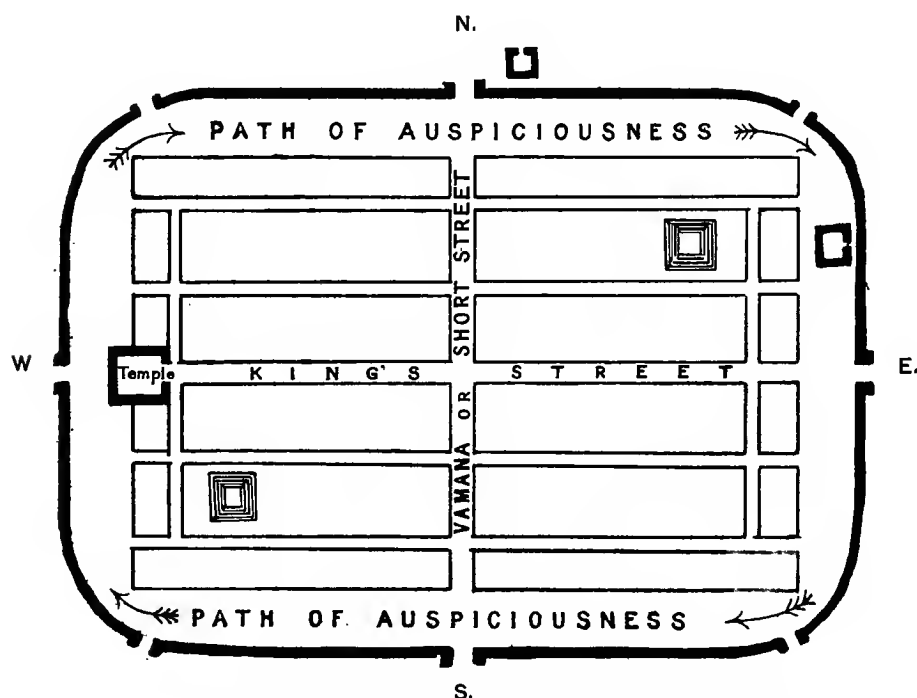 N.
PATH OF AUSPICIOUSNESS
VAMANA OR SHORT STREET
W
Temple
KING'S STREET
E.
PATH OF AUSPICIOUSNESS
S.